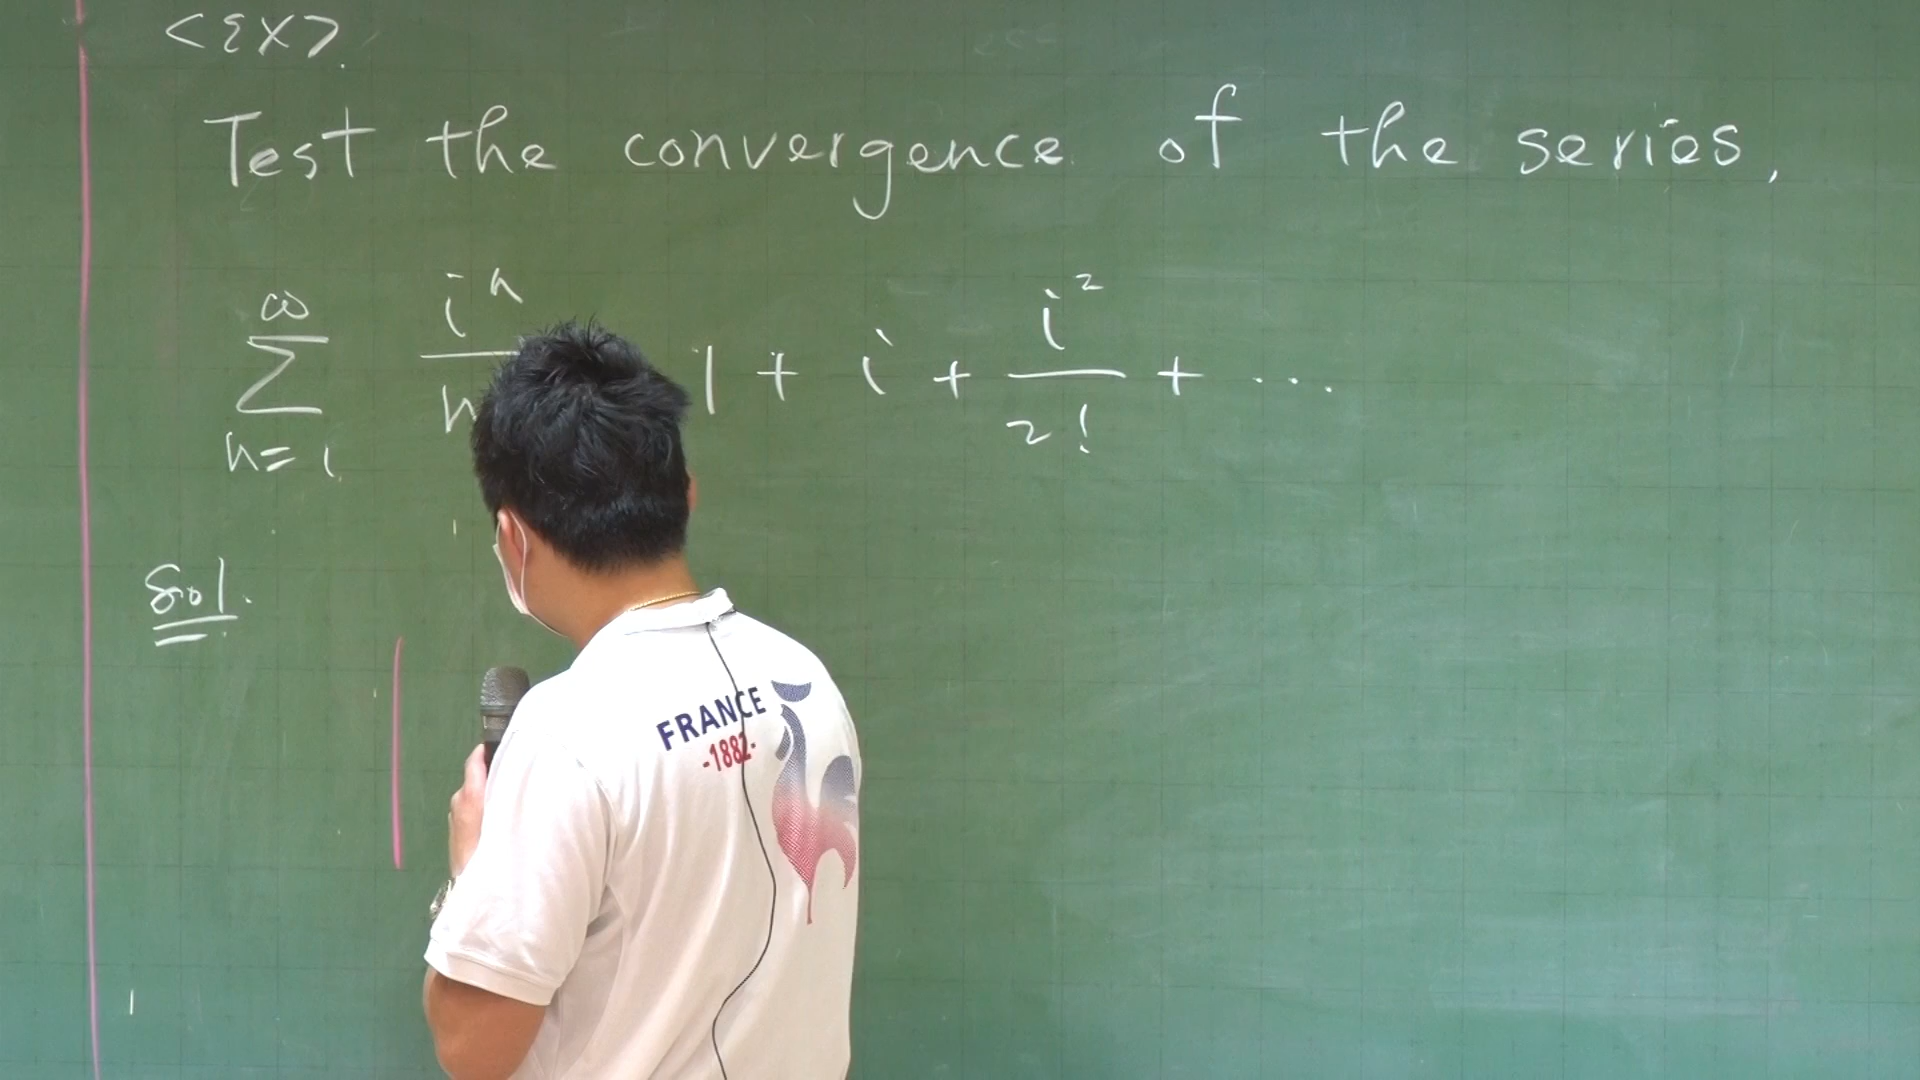 <EX>.
Test the convergence of the series.
∞
Σ i^n / n 1 + i + i^2 / 2! + ...
n=1
Sol.
FRANCE
-1882-